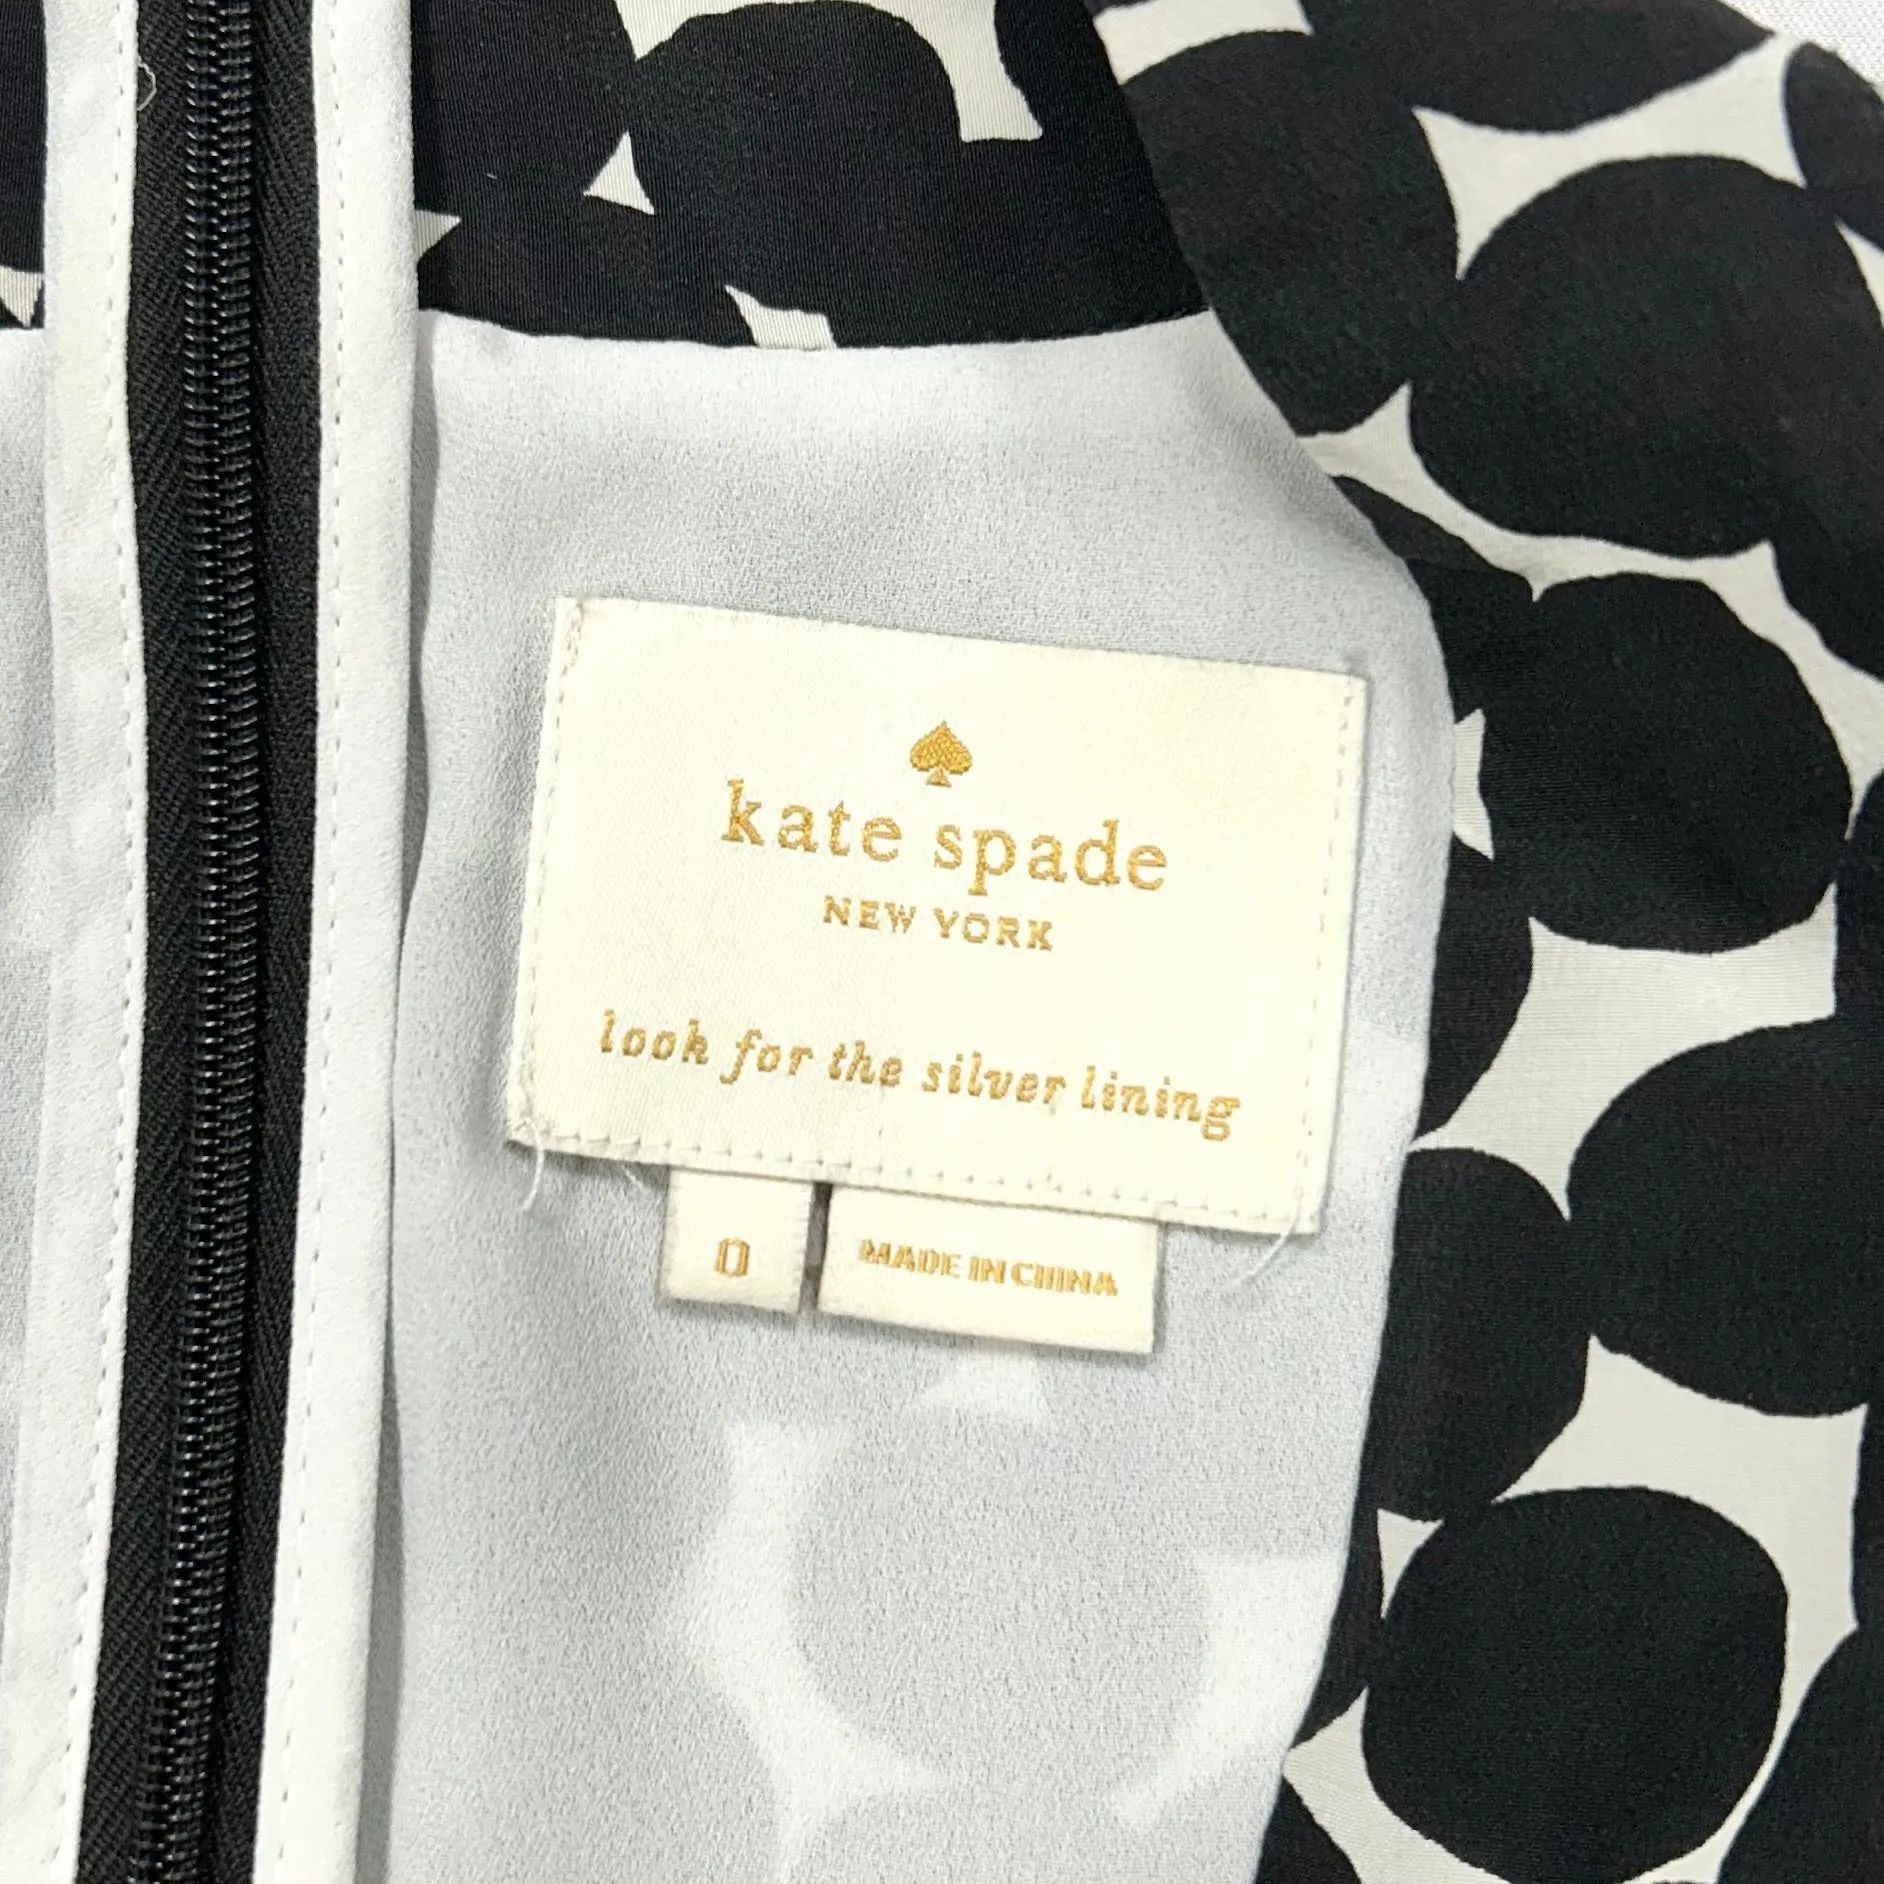 kate spade
NEW YORK
look for the silver lining
0
MADE IN CHINA